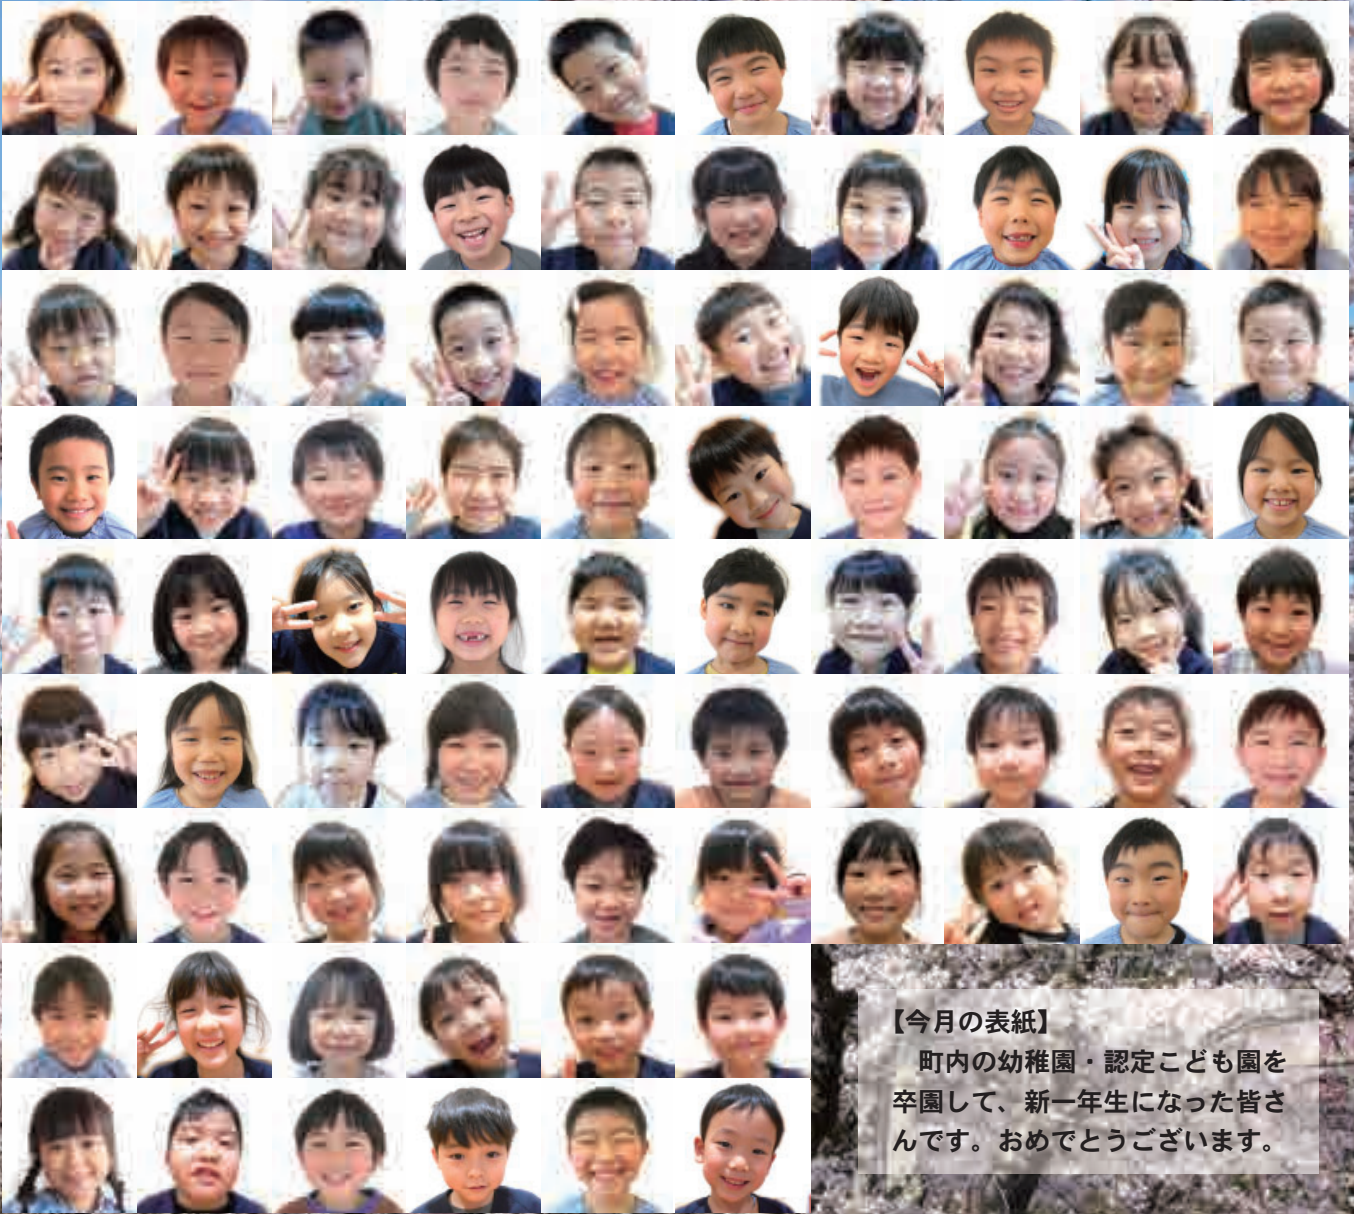 【今月の表紙】
　町内の幼稚園・認定こども園を
卒園して、新一年生になった皆さ
んです。おめでとうございます。